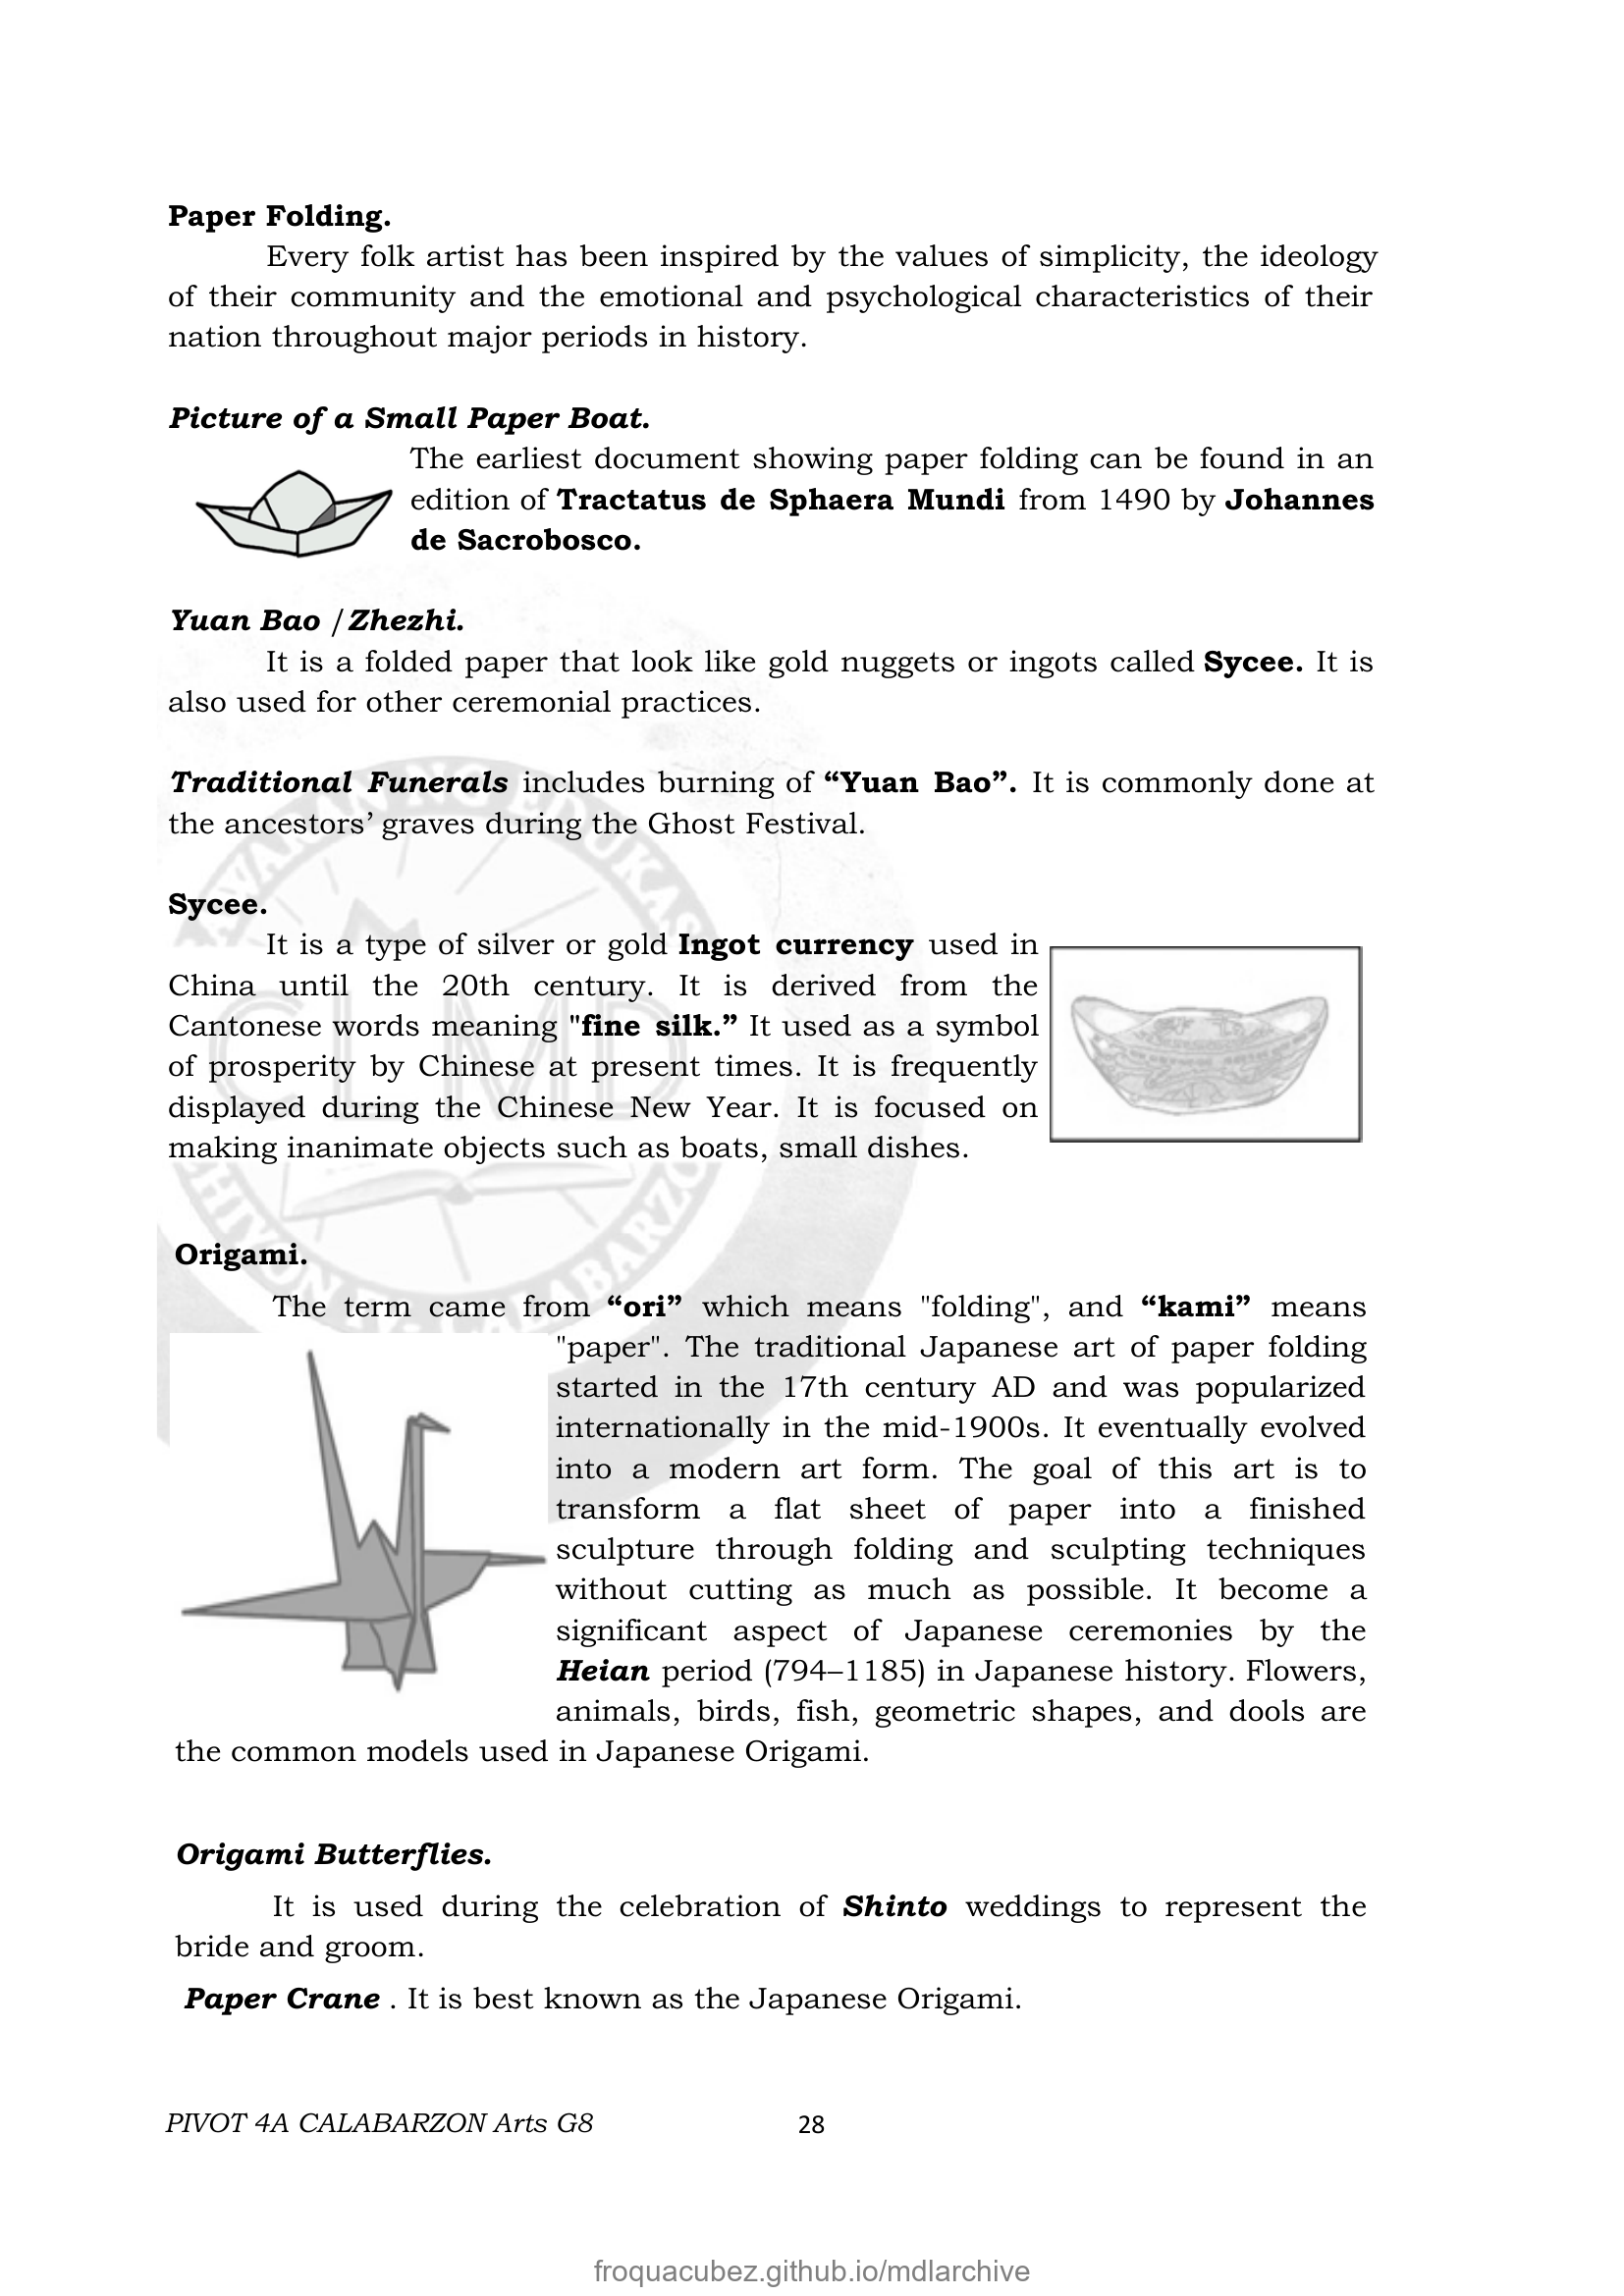 Paper Folding.
Every folk artist has been inspired by the values of simplicity, the ideology
of their community and the emotional and psychological characteristics of their
nation throughout major periods in history.
Picture of a Small Paper Boat.
The earliest document showing paper folding can be found in an
edition of Tractatus de Sphaera Mundi from 1490 by Johannes
de Sacrobosco.
Yuan Bao /Zhezhi.
It is a folded paper that look like gold nuggets or ingots called Sycee. It is
also used for other ceremonial practices.
Traditional Funerals includes burning of “Yuan Bao”. It is commonly done at
the ancestors’ graves during the Ghost Festival.
Sycee.
It is a type of silver or gold Ingot currency used in
China until the 20th century. It is derived from the
Cantonese words meaning "fine silk.” It used as a symbol
of prosperity by Chinese at present times. It is frequently
displayed during the Chinese New Year. It is focused on
making inanimate objects such as boats, small dishes.
CLMD
Origami.
The term came from “ori” which means "folding", and “kami” means
"paper". The traditional Japanese art of paper folding
started in the 17th century AD and was popularized
internationally in the mid-1900s. It eventually evolved
into a modern art form. The goal of this art is to
transform a flat sheet of paper into a finished
sculpture through folding and sculpting techniques
without cutting as much as possible. It become a
significant aspect of Japanese ceremonies by the
Heian period (794–1185) in Japanese history. Flowers,
animals, birds, fish, geometric shapes, and dools are
the common models used in Japanese Origami.
Origami Butterflies.
It is used during the celebration of Shinto weddings to represent the
bride and groom.
Paper Crane . It is best known as the Japanese Origami.
PIVOT 4A CALABARZON Arts G8 28
froquacubez.github.io/mdlarchive